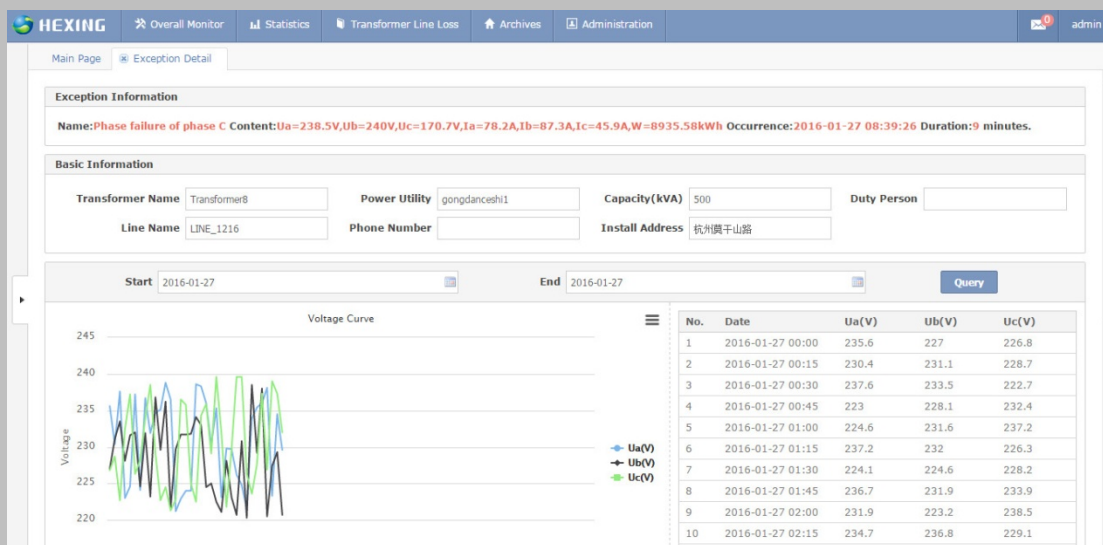 HEXING Overall Monitor Statistics Transformer Line Loss Archives Administration 0 admin
Main Page Exception Detail
Exception Information
Name:Phase failure of phase C Content:Ua=238.5V,Ub=240V,Uc=170.7V,Ia=78.2A,Ib=87.3A,Ic=45.9A,W=8935.58kWh Occurrence:2016-01-27 08:39:26 Duration:9 minutes.
Basic Information
Transformer Name Transformer8 Power Utility gongdanceshi1 Capacity(kVA) 500 Duty Person
Line Name LINE_1216 Phone Number Install Address 杭州莫干山路
Start 2016-01-27 End 2016-01-27 Query
Voltage Curve
245
240
235
230
225
220
Voltage
Ua(V)
Ub(V)
Uc(V)
No. Date Ua(V) Ub(V) Uc(V)
1 2016-01-27 00:00 235.6 227 226.8
2 2016-01-27 00:15 230.4 231.1 228.7
3 2016-01-27 00:30 237.6 233.5 222.7
4 2016-01-27 00:45 223 228.1 232.4
5 2016-01-27 01:00 224.6 231.6 237.2
6 2016-01-27 01:15 237.2 232 226.3
7 2016-01-27 01:30 224.1 224.6 228.2
8 2016-01-27 01:45 236.7 231.9 233.9
9 2016-01-27 02:00 231.9 223.2 238.5
10 2016-01-27 02:15 234.7 236.8 229.1